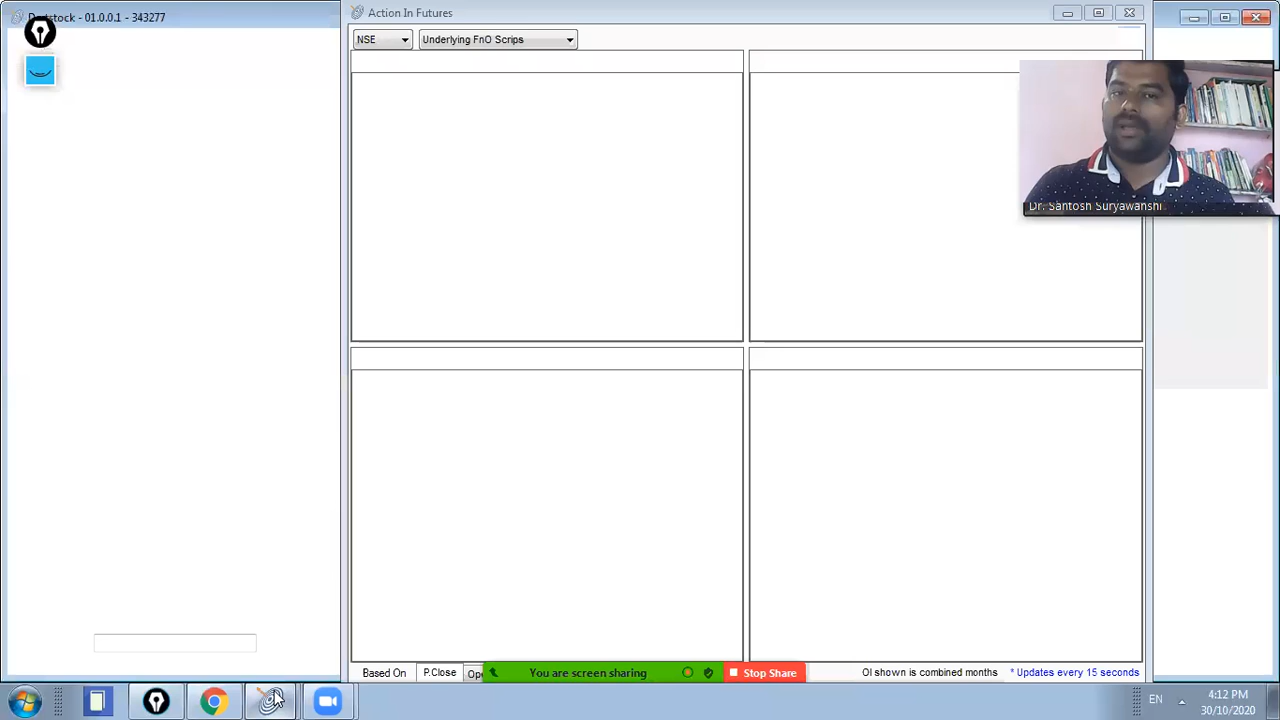 stock - 01.0.0.1 - 343277
Action In Futures
NSE
Underlying FnO Scrips
Dr. Santosh Suryawanshi
Based On
P.Close
You are screen sharing
Stop Share
OI shown is combined months
* Updates every 15 seconds
EN
4:12 PM
30/10/2020